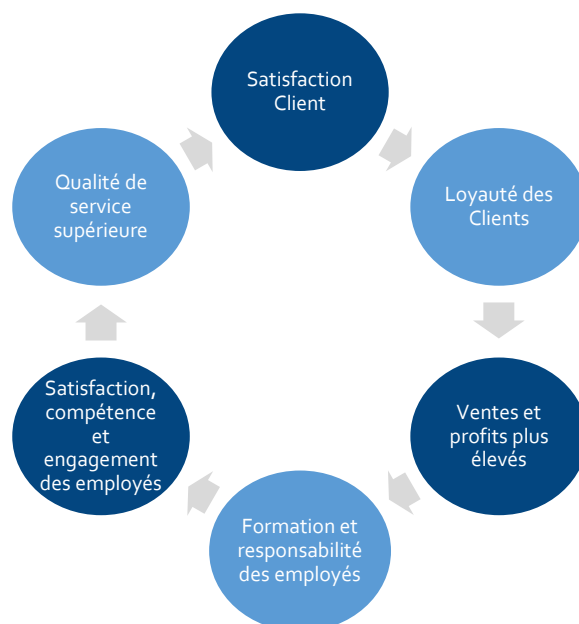 Satisfaction
Client
Loyauté des
Clients
Ventes et
profits plus
élevés
Formation et
responsabilité
des employés
Satisfaction,
compétence
et
engagement
des employés
Qualité de
service
supérieure